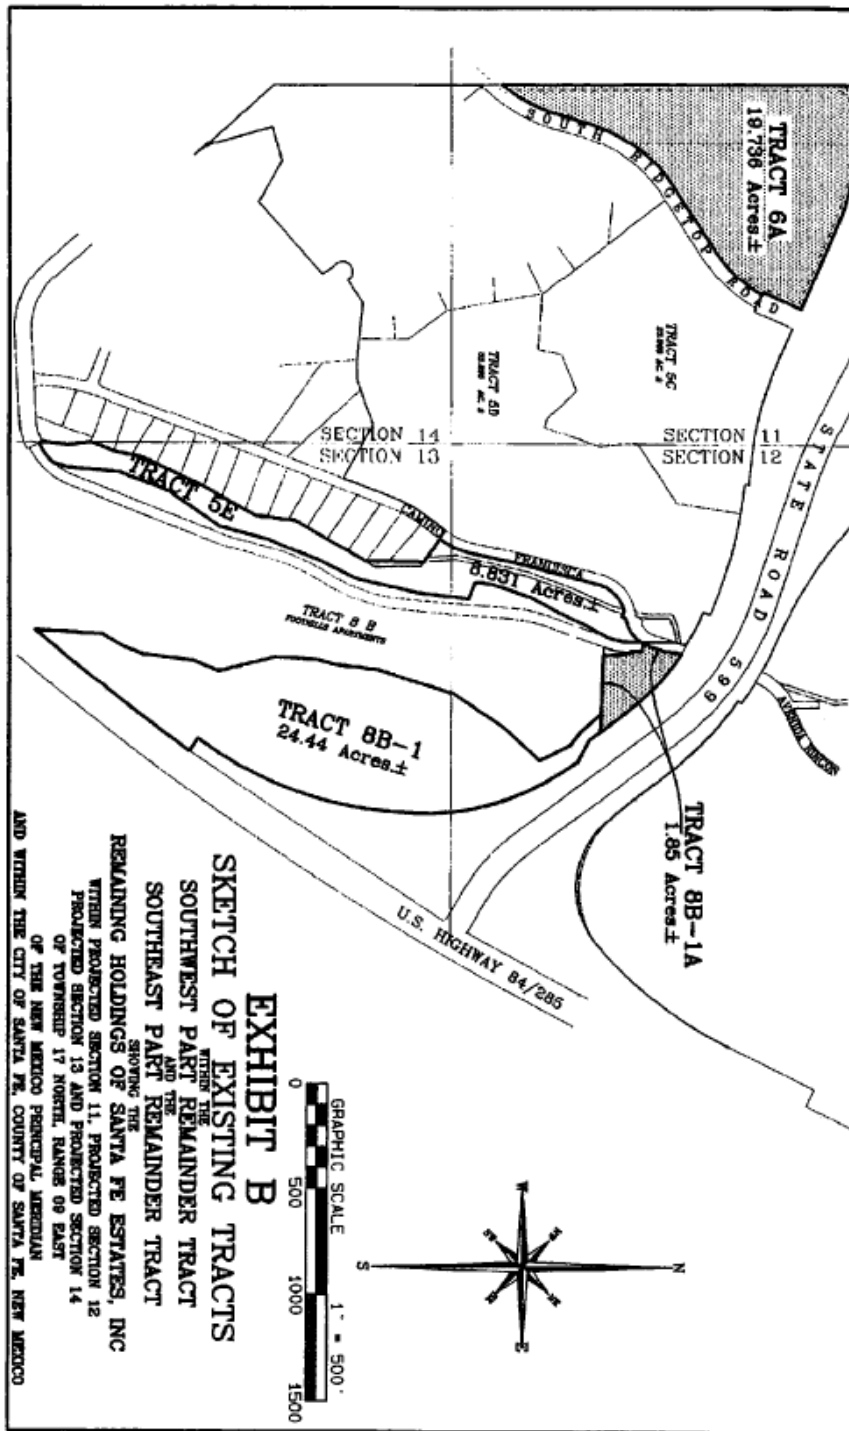 TRACT 6A
19.736 Acres±
SOUTH RIDGETOP ROAD
TRACT 5C
TRACT 5D
SECTION 14
SECTION 13
SECTION 11
SECTION 12
STATE ROAD 599
TRACT 5E
8.831 Acres±
CAMINO
FRANCISCA
TRACT 8 B
FOOTHILLS APARTMENTS
TRACT 8B-1
24.44 Acres±
AVENIDA RINCON
TRACT 8B-1A
1.85 Acres±
U.S. HIGHWAY 84/285
EXHIBIT B
SKETCH OF EXISTING TRACTS
WITHIN THE
SOUTHWEST PART REMAINDER TRACT
AND THE
SOUTHEAST PART REMAINDER TRACT
SHOWING THE
REMAINING HOLDINGS OF SANTA FE ESTATES, INC
WITHIN PROJECTED SECTION 11, PROJECTED SECTION 12
PROJECTED SECTION 13 AND PROJECTED SECTION 14
OF TOWNSHIP 17 NORTH, RANGE 09 EAST
OF THE NEW MEXICO PRINCIPAL MERIDIAN
AND WITHIN THE CITY OF SANTA FE, COUNTY OF SANTA FE, NEW MEXICO
GRAPHIC SCALE 1" = 500'
0 500 1000 1500
N
NE
E
S
SW
W